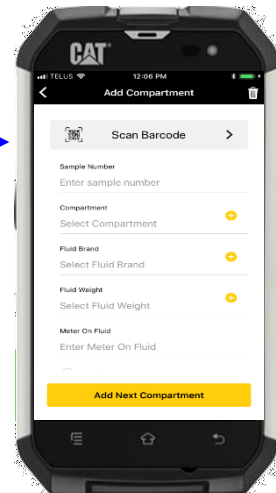 CAT
TELUS 12:06 PM
Add Compartment
Scan Barcode
Sample Number
Enter sample number
Compartment
Select Compartment
Fluid Brand
Select Fluid Brand
Fluid Weight
Select Fluid Weight
Meter On Fluid
Enter Meter On Fluid
Add Next Compartment